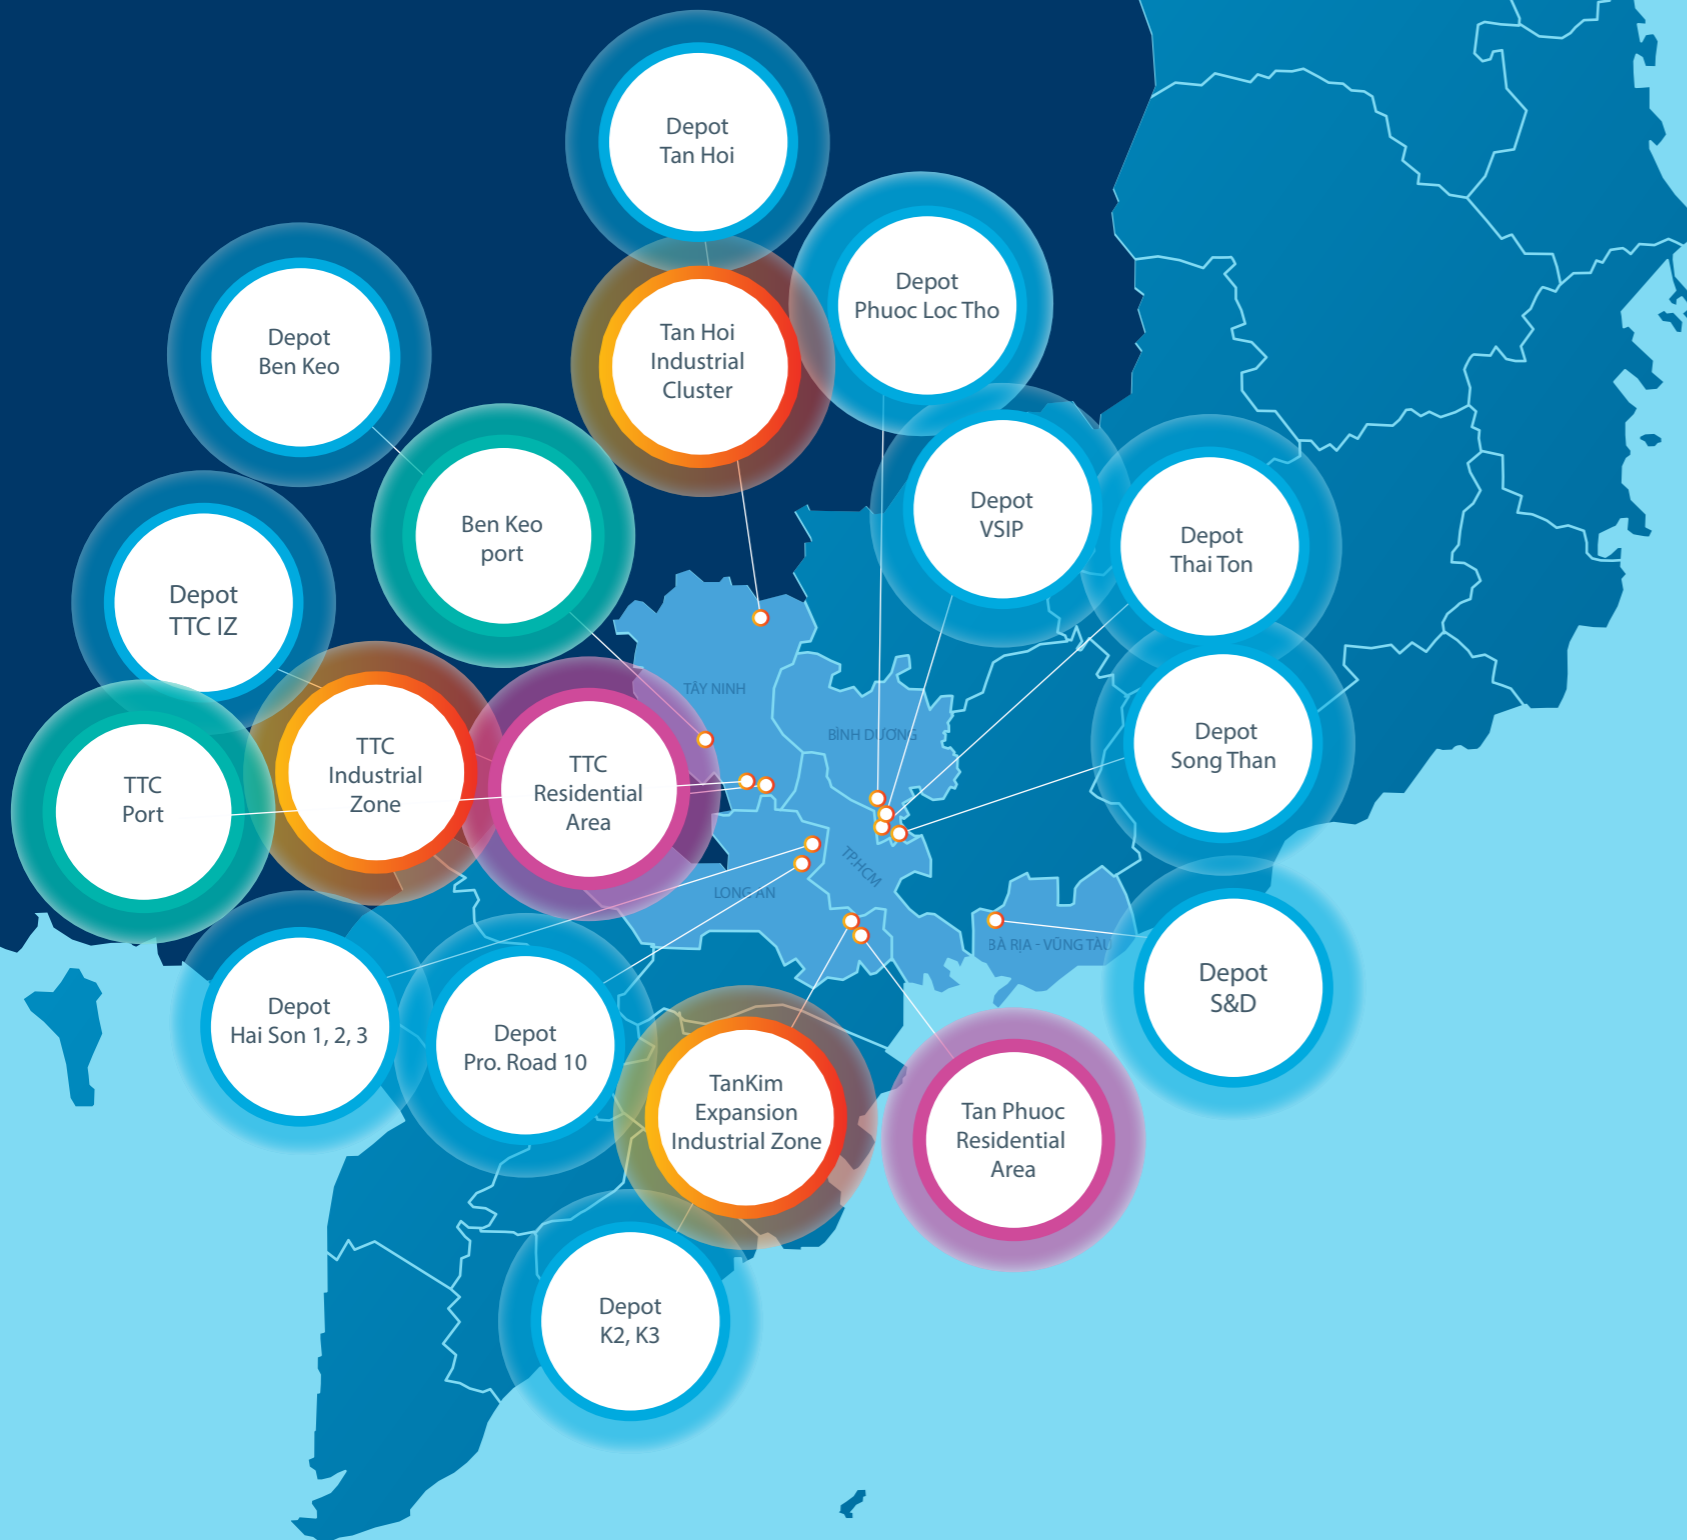 Depot
Tan Hoi
Depot
Phuoc Loc Tho
Tan Hoi
Industrial
Cluster
Depot
Ben Keo
Depot
VSIP
Ben Keo
port
Depot
Thai Ton
Depot
TTC IZ
TÂY NINH
BÌNH DƯƠNG
Depot
Song Than
TTC
Industrial
Zone
TTC
Residential
Area
TTC
Port
TP.HCM
LONG AN
BÀ RỊA - VŨNG TÀU
Depot
S&D
Depot
Hai Son 1, 2, 3
Depot
Pro. Road 10
TanKim
Expansion
Industrial Zone
Tan Phuoc
Residential
Area
Depot
K2, K3